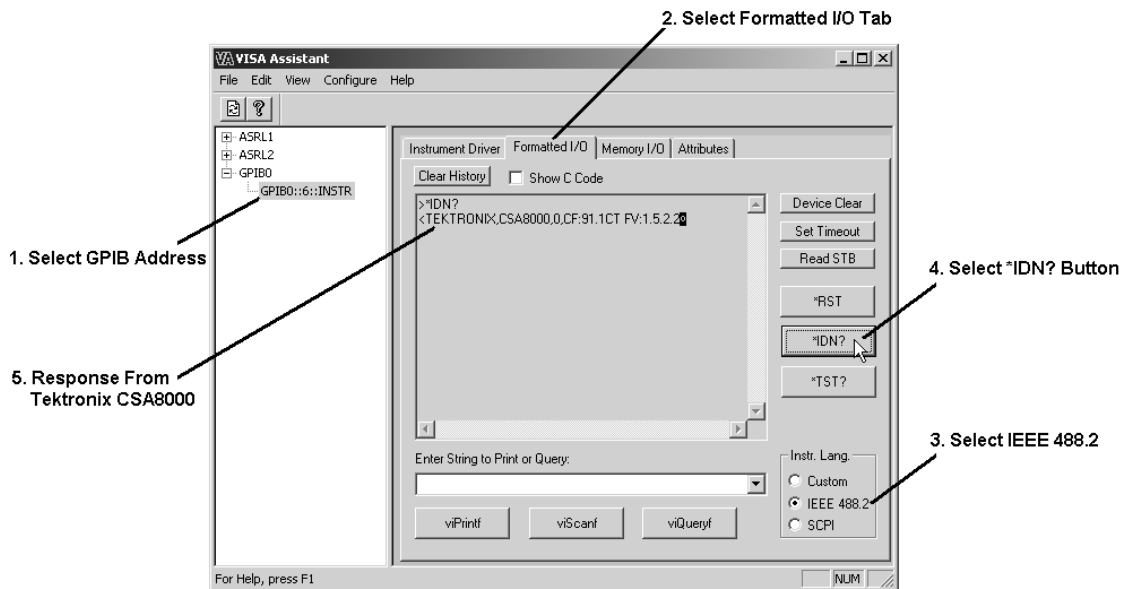 2. Select Formatted I/O Tab
VISA Assistant
File Edit View Configure Help
ASRL1
ASRL2
GPIB0
GPIB0::6::INSTR
1. Select GPIB Address
Instrument Driver Formatted I/O Memory I/O Attributes
Clear History Show C Code
>*IDN?
<TEKTRONIX,CSA8000,0,CF:91.1CT FV:1.5.2.2
Device Clear
Set Timeout
Read STB
*RST
*IDN?
*TST?
4. Select *IDN? Button
5. Response From
Tektronix CSA8000
3. Select IEEE 488.2
Enter String to Print or Query:
viPrintf viScanf viQueryf
Instr. Lang.
Custom
IEEE 488.2
SCPI
For Help, press F1
NUM